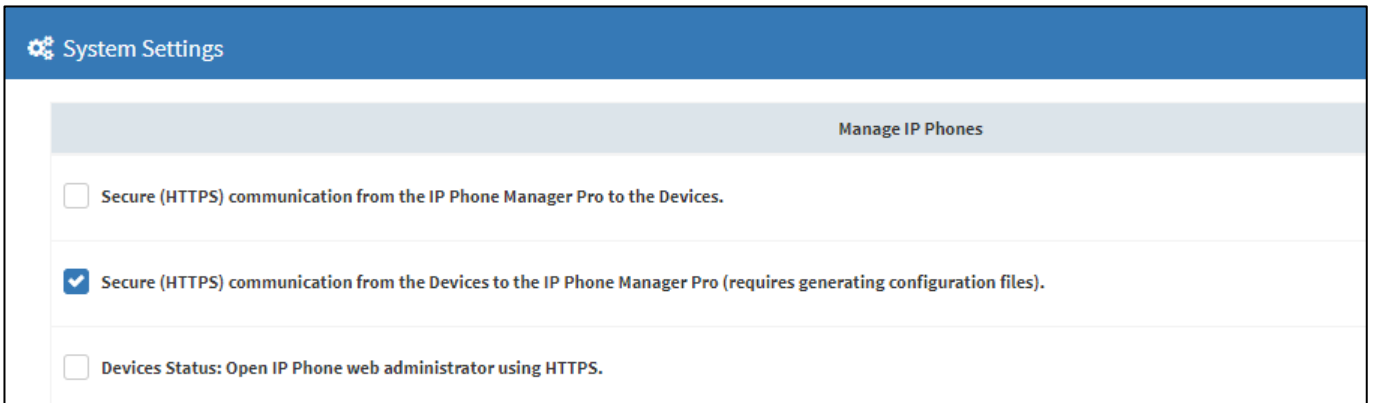 System Settings
Manage IP Phones
Secure (HTTPS) communication from the IP Phone Manager Pro to the Devices.
Secure (HTTPS) communication from the Devices to the IP Phone Manager Pro (requires generating configuration files).
Devices Status: Open IP Phone web administrator using HTTPS.